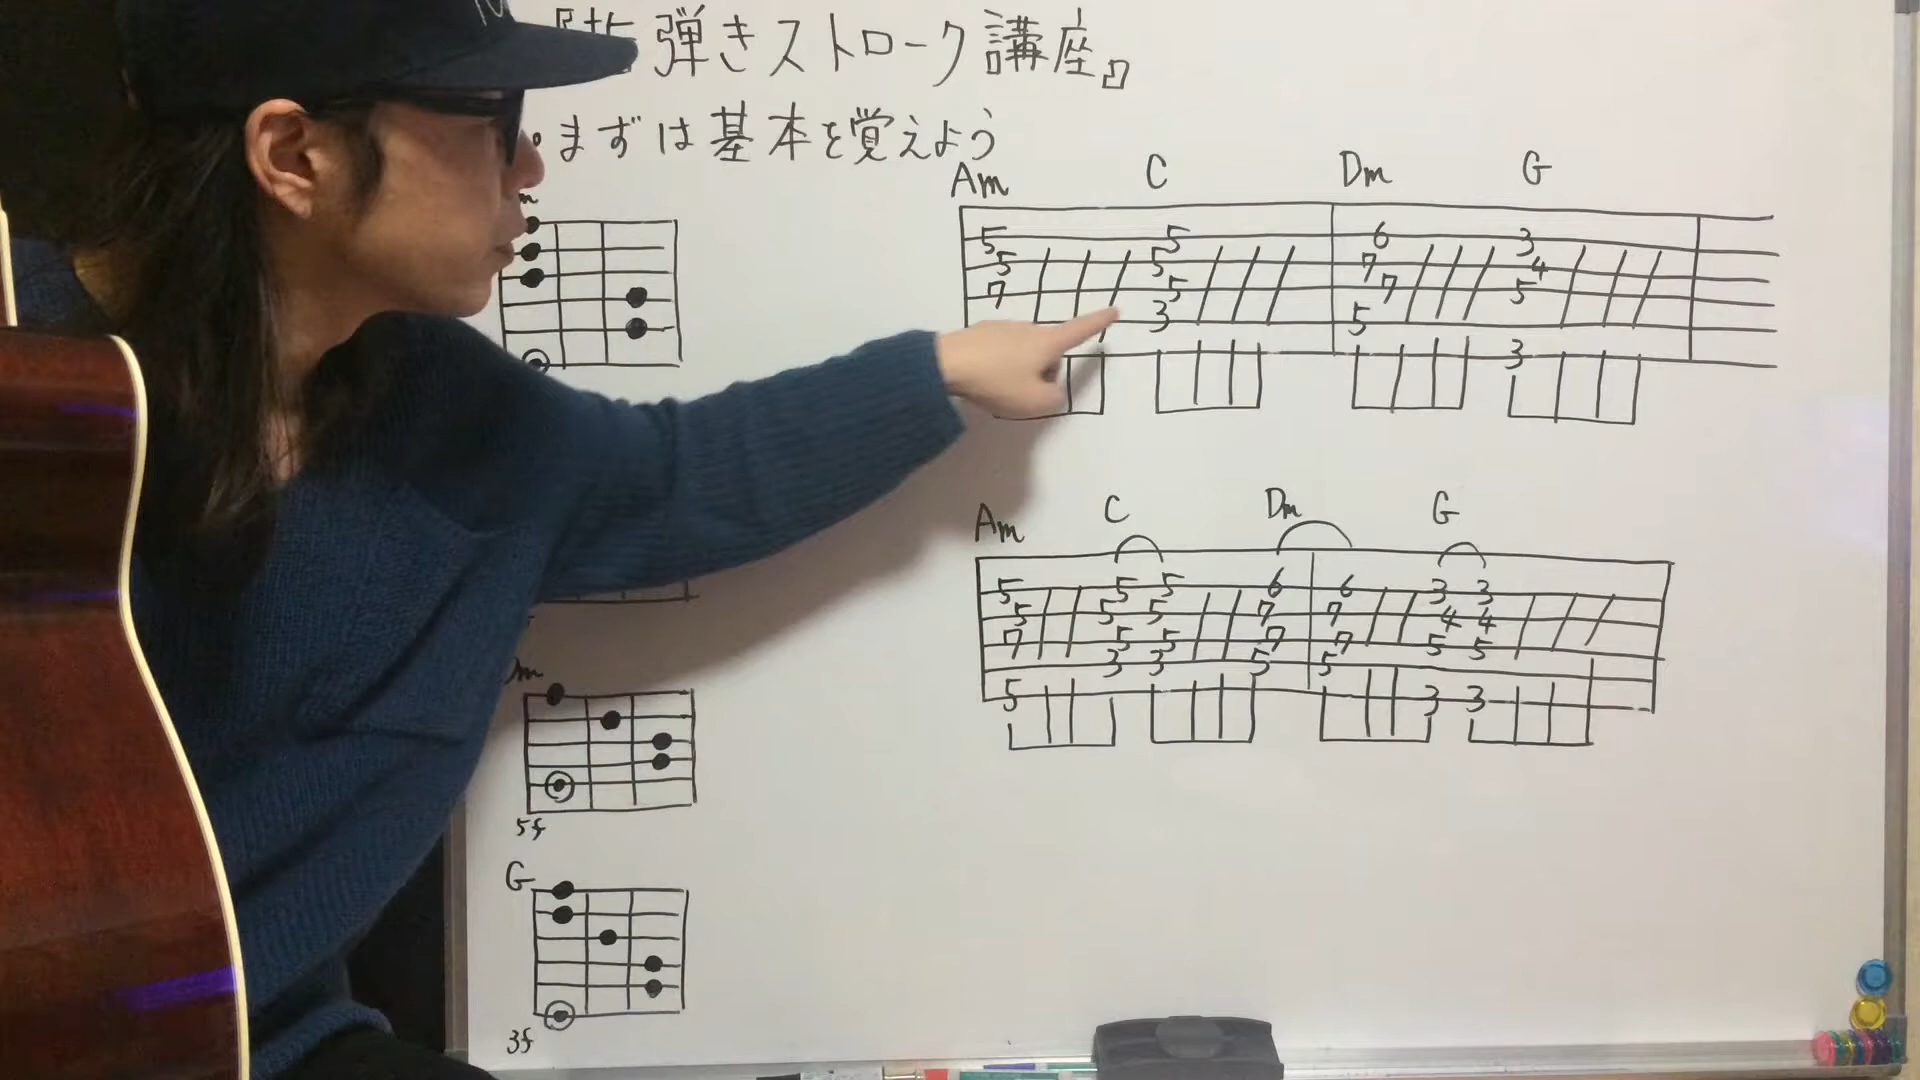 弾きストローク講座』
・まずは基本を覚えよう
Am C Dm G
5 5 6 3
5 5 7 4
7 5 7 5
3 5
3
Am C Dm G
5 5 5 6 6 3 3
5 5 5 7 7 4 4
7 5 5 7 7 5 5
3 3 5 5
5 3 3
m
Dm
5f
G
3f